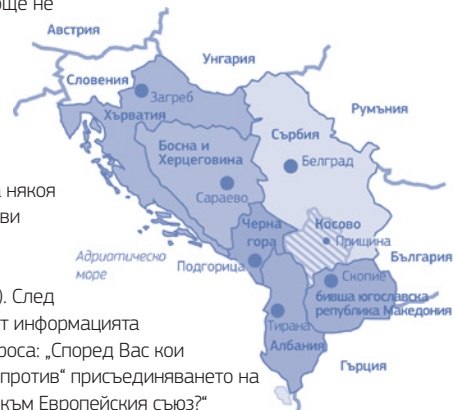 още не
Австрия
Унгария
Словения
Загреб
Хърватия
Румъния
Сърбия
Босна и
Херцеговина
Белград
някоя
Сараево
ви
Черна
гора
Косово
Прищина
Адриатическо
море
Подгорица
България
Скопие
). След
бивша югославска
република Македония
т информацията
Тирана
роса: „Според Вас кои
Албания
против“ присъединяването на
Гърция
към Европейския съюз?“